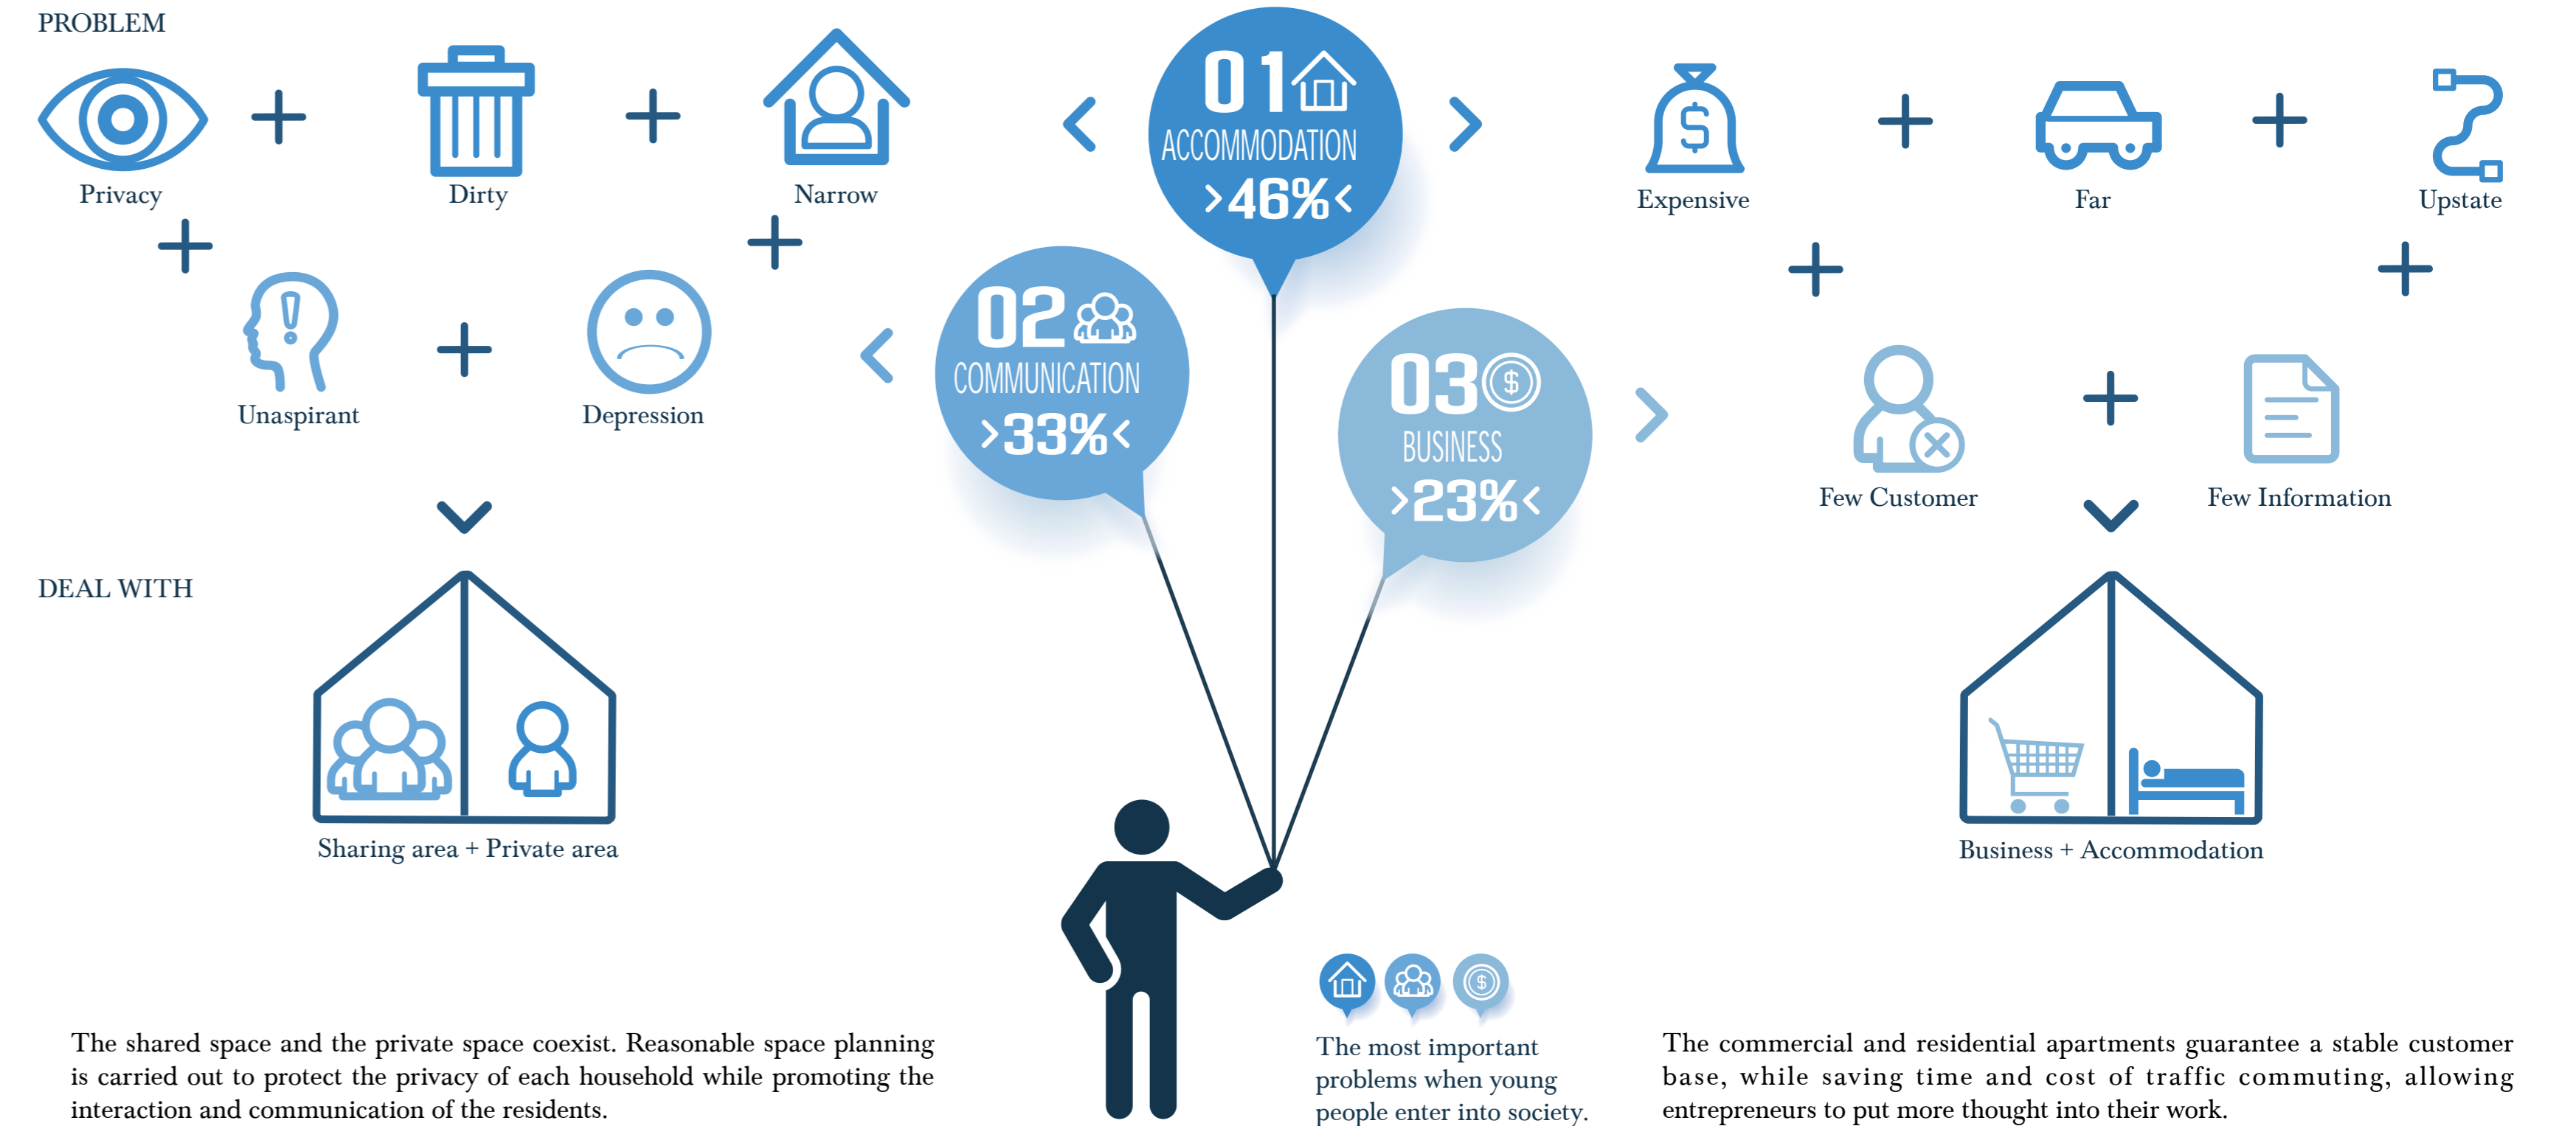 PROBLEM
Privacy
Dirty
Narrow
01
ACCOMMODATION
>46%<
$
Expensive
Far
Upstate
!
Unaspirant
Depression
02
COMMUNICATION
>33%<
03 $
BUSINESS
>23%<
Few Customer
Few Information
DEAL WITH
Sharing area + Private area
Business + Accommodation
The shared space and the private space coexist. Reasonable space planning
is carried out to protect the privacy of each household while promoting the
interaction and communication of the residents.
$
The most important
problems when young
people enter into society.
The commercial and residential apartments guarantee a stable customer
base, while saving time and cost of traffic commuting, allowing
entrepreneurs to put more thought into their work.